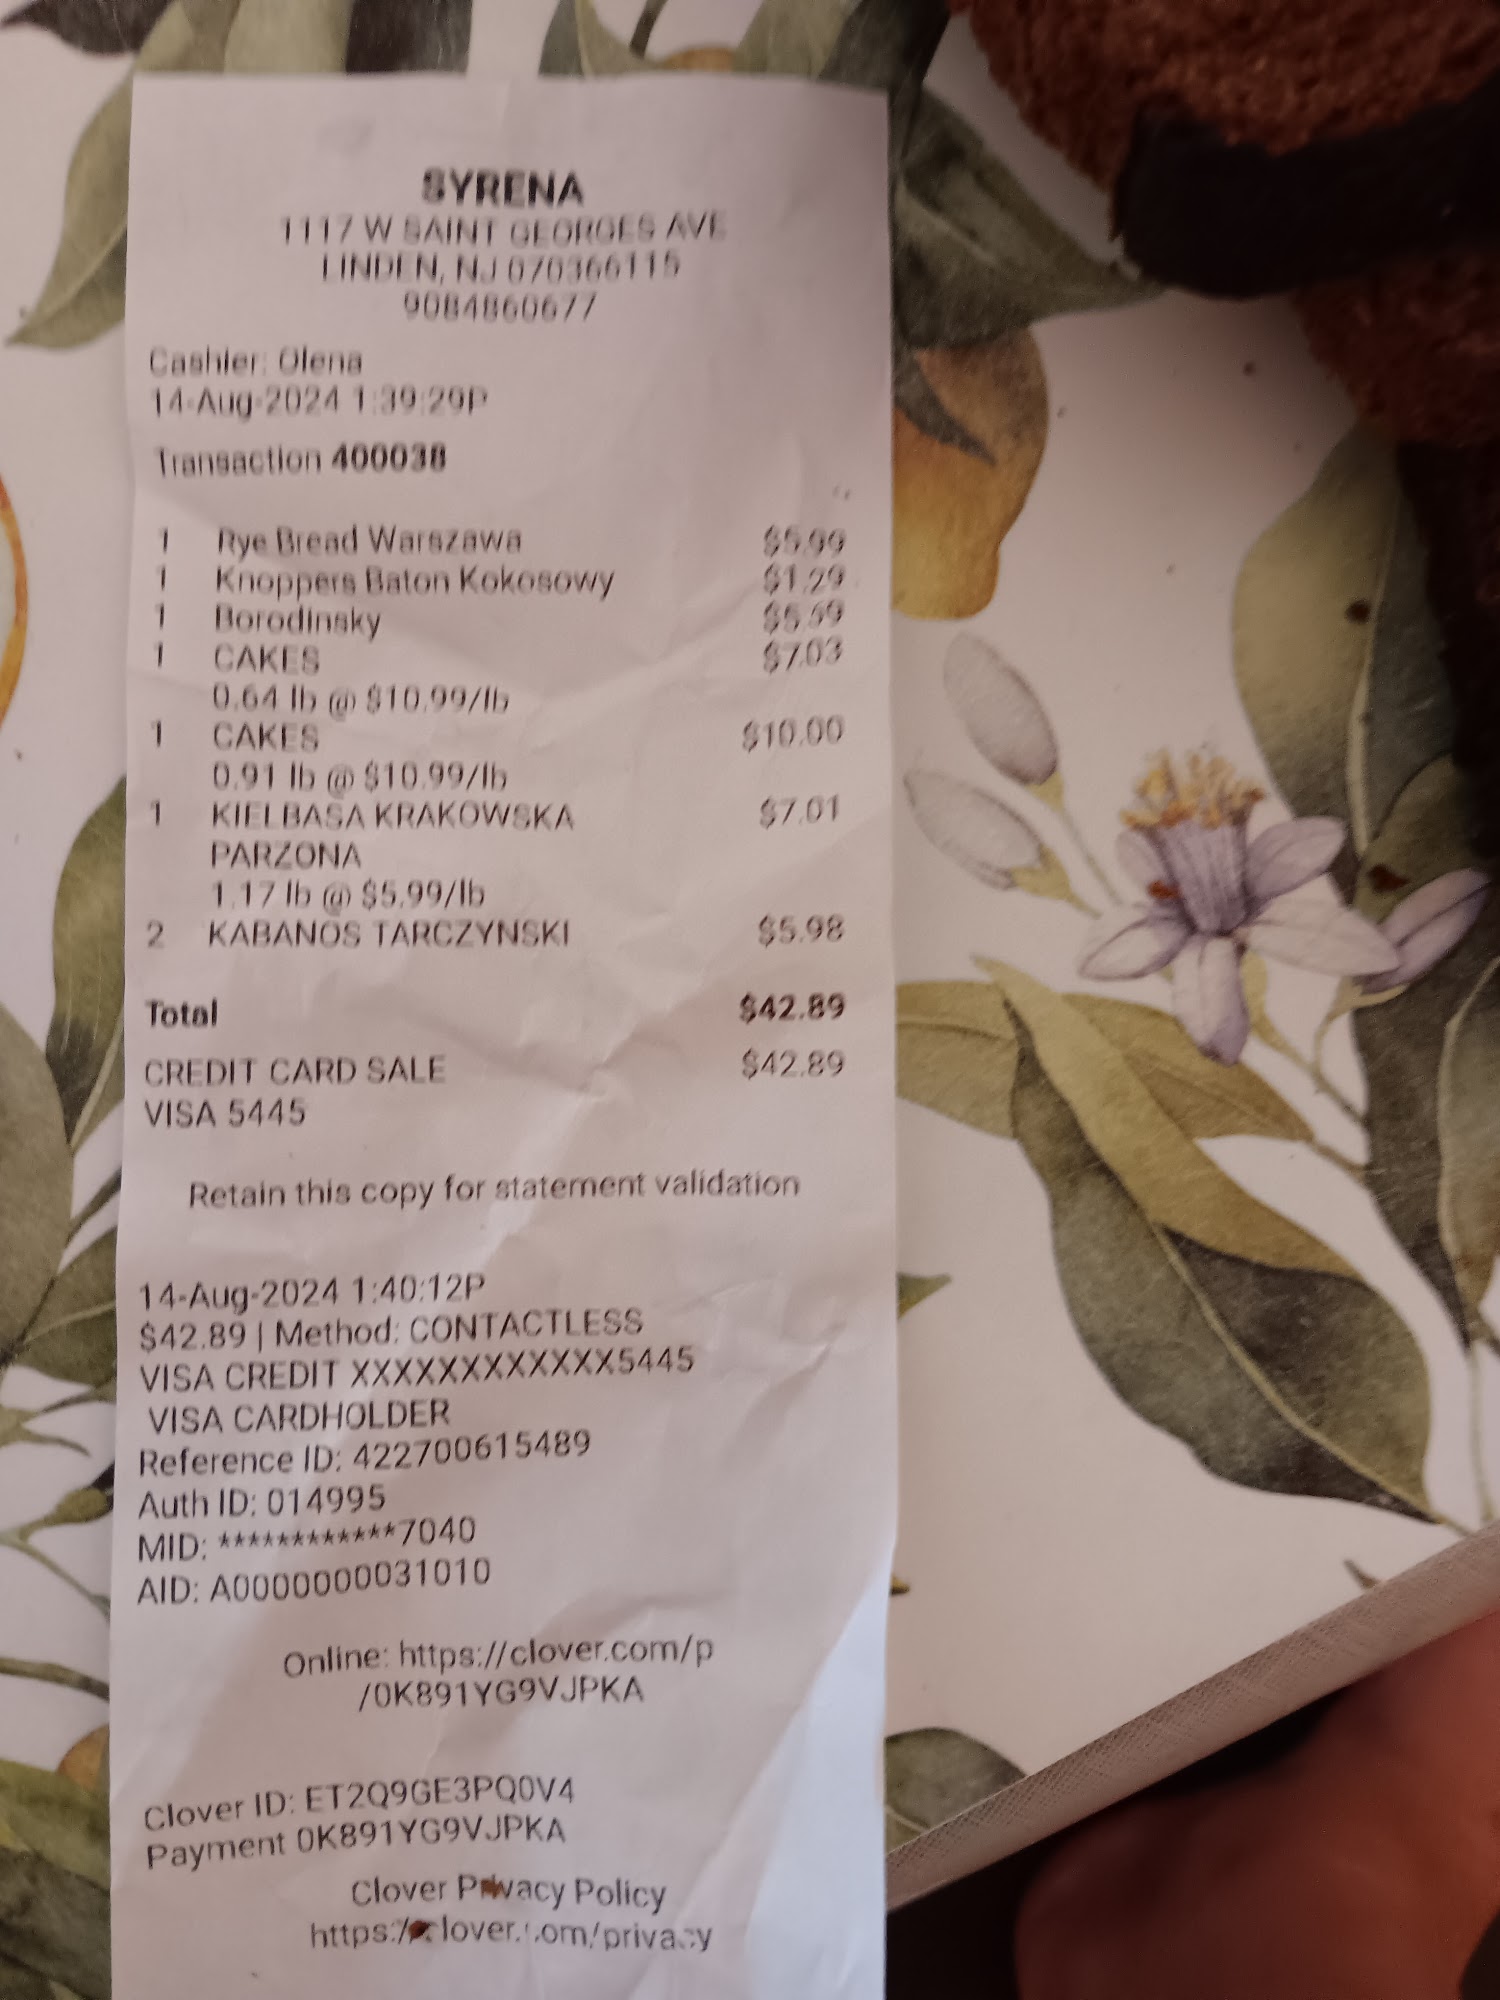 SYRENA
1117 W SAINT GEORGES AVE
LINDEN, NJ 070366115
9084860677
Cashier: Olena
14-Aug-2024 1:39:29P
Transaction 400038
1 Rye Bread Warszawa $5.99
1 Knoppers Baton Kokosowy $1.29
1 Borodinsky $5.59
1 CAKES $7.03
0.64 lb @ $10.99/lb
1 CAKES $10.00
0.91 lb @ $10.99/lb
1 KIELBASA KRAKOWSKA $7.01
PARZONA
1.17 lb @ $5.99/lb
2 KABANOS TARCZYNSKI $5.98
Total $42.89
CREDIT CARD SALE $42.89
VISA 5445
Retain this copy for statement validation
14-Aug-2024 1:40:12P
$42.89 | Method: CONTACTLESS
VISA CREDIT XXXXXXXXXXXX5445
VISA CARDHOLDER
Reference ID: 422700615489
Auth ID: 014995
MID: ************7040
AID: A0000000031010
Online: https://clover.com/p
/0K891YG9VJPKA
Clover ID: ET2Q9GE3PQ0V4
Payment 0K891YG9VJPKA
Clover Privacy Policy
https://clover.com/privacy